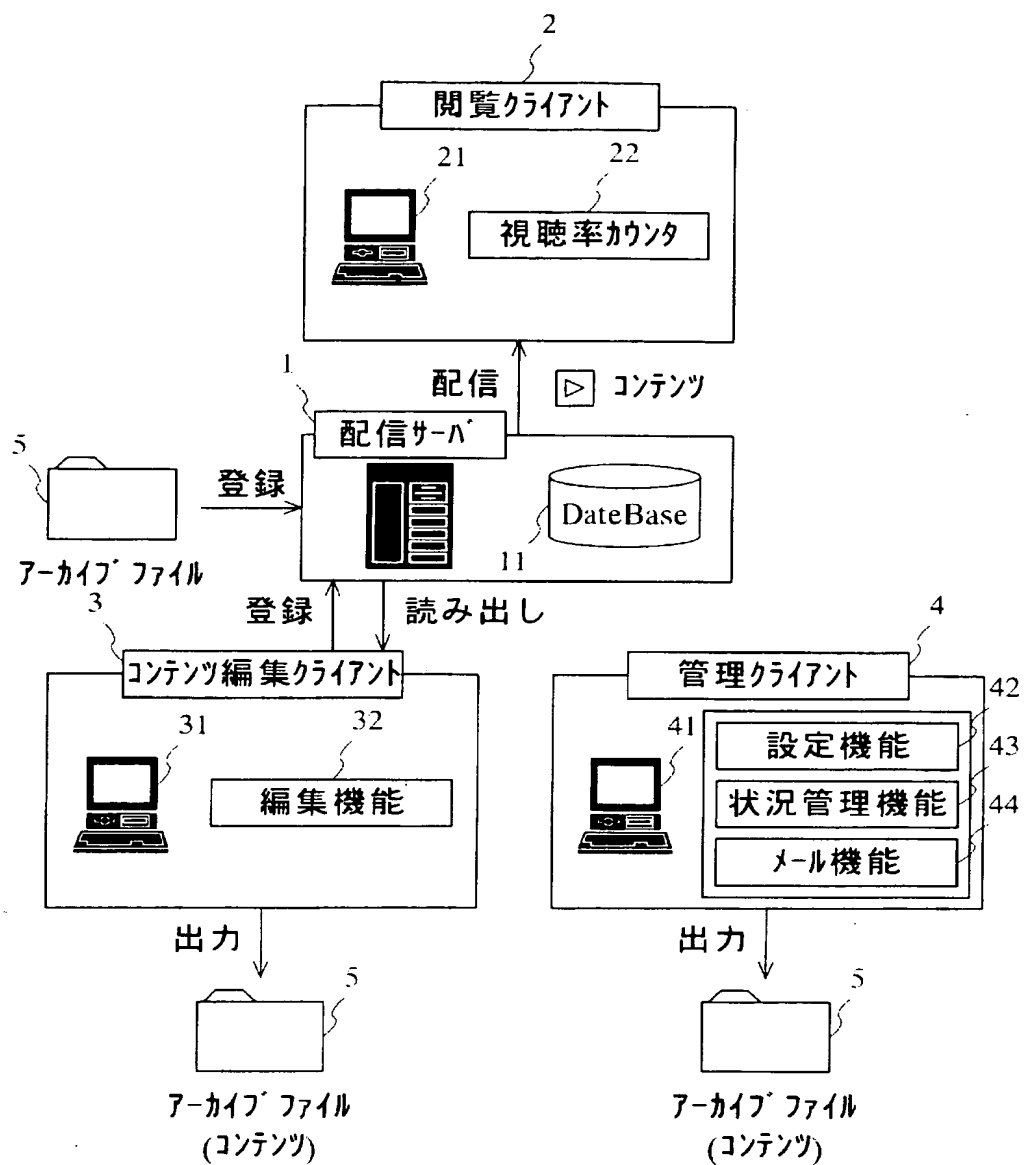 2
閲覧クライアント
21
22
視聴率カウンタ
1
配信
コンテンツ
配信サーバ
5
登録
DateBase
11
アーカイブファイル
登録
読み出し
3
コンテンツ編集クライアント
4
管理クライアント
31
32
編集機能
41
42
設定機能
43
状況管理機能
44
メール機能
出力
出力
5
5
アーカイブファイル
(コンテンツ)
アーカイブファイル
(コンテンツ)